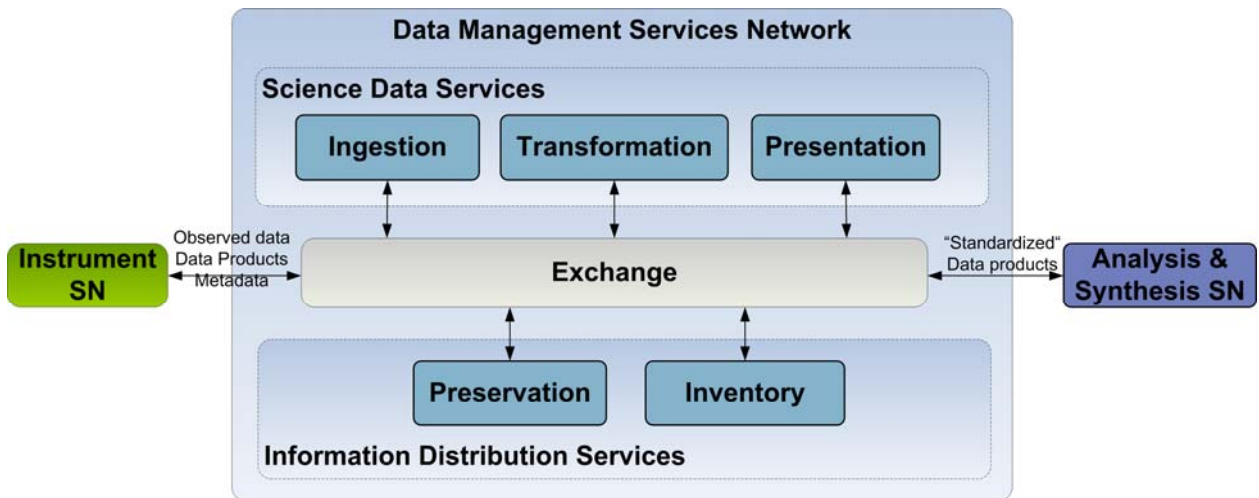 Data Management Services Network
Science Data Services
Ingestion
Transformation
Presentation
Observed data
Data Products
Metadata
Instrument
SN
Exchange
“Standardized“
Data products
Analysis &
Synthesis SN
Preservation
Inventory
Information Distribution Services